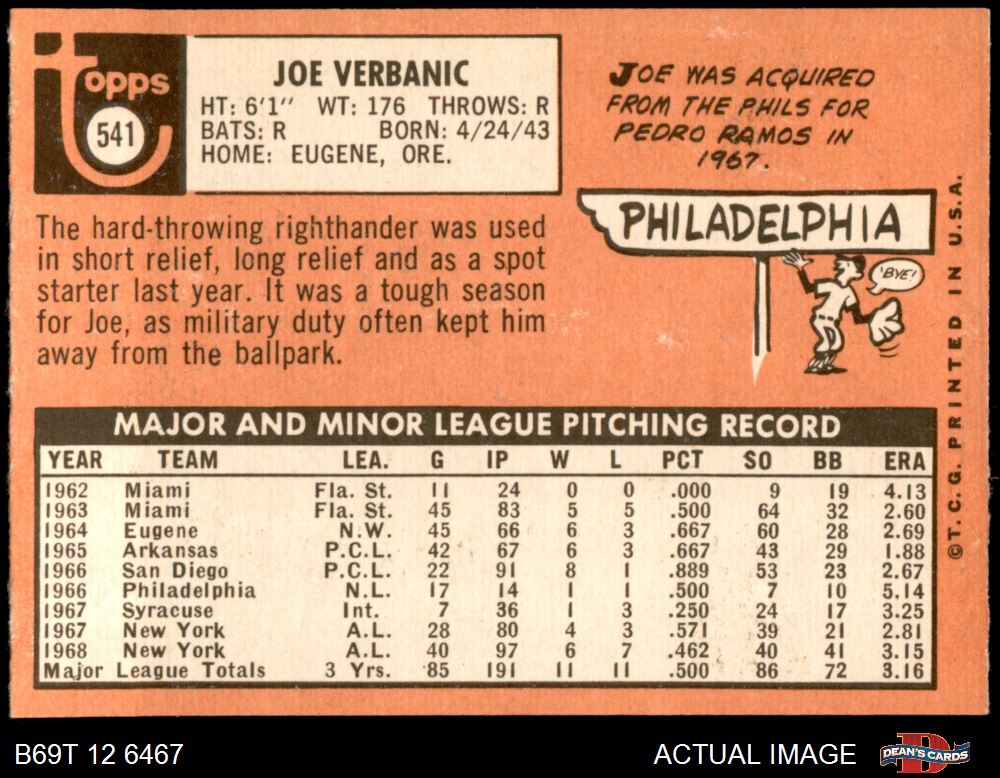 topps
541
JOE VERBANIC
HT: 6'1" WT: 176 THROWS: R
BATS: R BORN: 4/24/43
HOME: EUGENE, ORE.
JOE WAS ACQUIRED
FROM THE PHILS FOR
PEDRO RAMOS IN
1967.
PHILADELPHIA
'BYE!
P
The hard-throwing righthander was used
in short relief, long relief and as a spot
starter last year. It was a tough season
for Joe, as military duty often kept him
away from the ballpark.
MAJOR AND MINOR LEAGUE PITCHING RECORD
YEAR TEAM LEA. G IP W L PCT SO BB ERA
1962 Miami Fla. St. 11 24 0 0 .000 9 19 4.13
1963 Miami Fla. St. 45 83 5 5 .500 64 32 2.60
1964 Eugene N.W. 45 66 6 3 .667 60 28 2.69
1965 Arkansas P.C.L. 42 67 6 3 .667 43 29 1.88
1966 San Diego P.C.L. 22 91 8 1 .889 53 23 2.67
1966 Philadelphia N.L. 17 14 1 1 .500 7 10 5.14
1967 Syracuse Int. 7 36 1 3 .250 24 17 3.25
1967 New York A.L. 28 80 4 3 .571 39 21 2.81
1968 New York A.L. 40 97 6 7 .462 40 41 3.15
Major League Totals 3 Yrs. 85 191 11 11 .500 86 72 3.16
©T.C.G. PRINTED IN U.S.A.
B69T 12 6467
ACTUAL IMAGE
DEAN'S CARDS